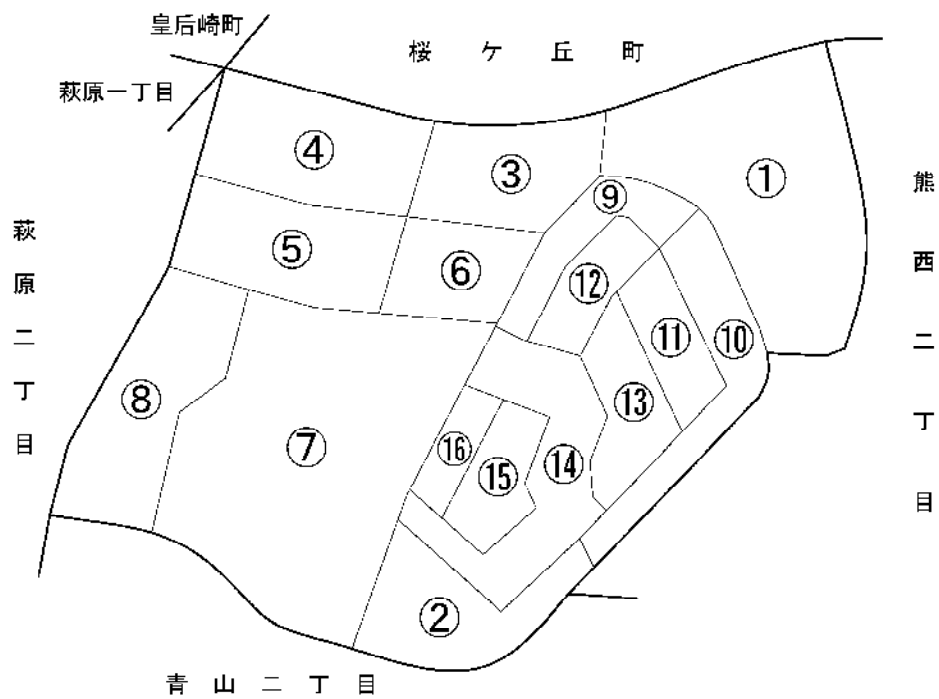 皇后崎町
桜ケ丘町
萩原一丁目
④
③
①
⑨
熊西二丁目
萩原二丁目
⑤
⑥
⑫
⑪
⑩
⑧
⑬
⑦
⑯
⑮
⑭
②
青山二丁目